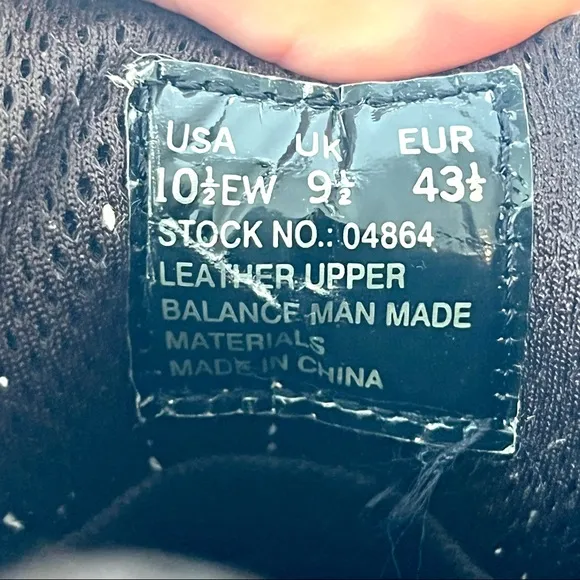 USA UK EUR
10½EW 9½ 43½
STOCK NO.: 04864
LEATHER UPPER
BALANCE MAN MADE
MATERIALS
MADE IN CHINA